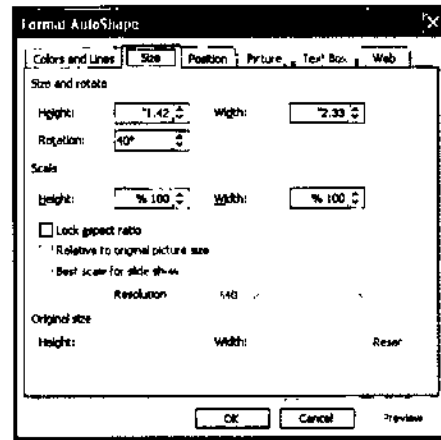 Format AutoShape
Colors and Lines Size Position Picture Text Box Web
Size and rotate
Height: "1.42 Width: "2.33
Rotation: 40°
Scale
Height: % 100 Width: % 100
Lock aspect ratio
Relative to original picture size
Best scale for slide show
Resolution 640
Original size
Height: Width: Reset
OK Cancel Preview